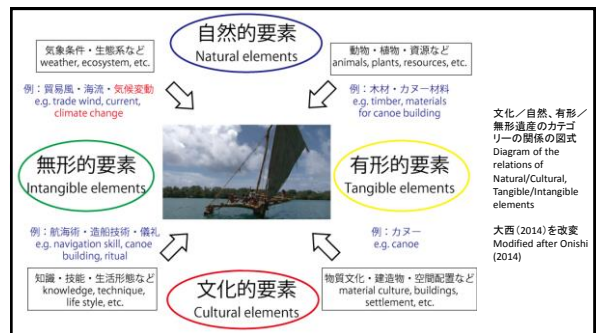 自然的要素
Natural elements
気象条件・生態系など
weather, ecosystem, etc.
動物・植物・資源など
animals, plants, resources, etc.
例：貿易風・海流・気候変動
e.g. trade wind, current,
climate change
例：木材・カヌー材料
e.g. timber, materials
for canoe building
無形的要素
Intangible elements
有形的要素
Tangible elements
例：航海術・造船技術・儀礼
e.g. navigation skill, canoe
building, ritual
例：カヌー
e.g. canoe
知識・技能・生活形態など
knowledge, technique,
life style, etc.
文化的要素
Cultural elements
物質文化・建造物・空間配置など
material culture, buildings,
settlement, etc.
文化／自然、有形／
無形遺産のカテゴ
リーの関係の図式
Diagram of the
relations of
Natural/Cultural,
Tangible/Intangible
elements
大西（2014）を改変
Modified after Onishi
(2014)